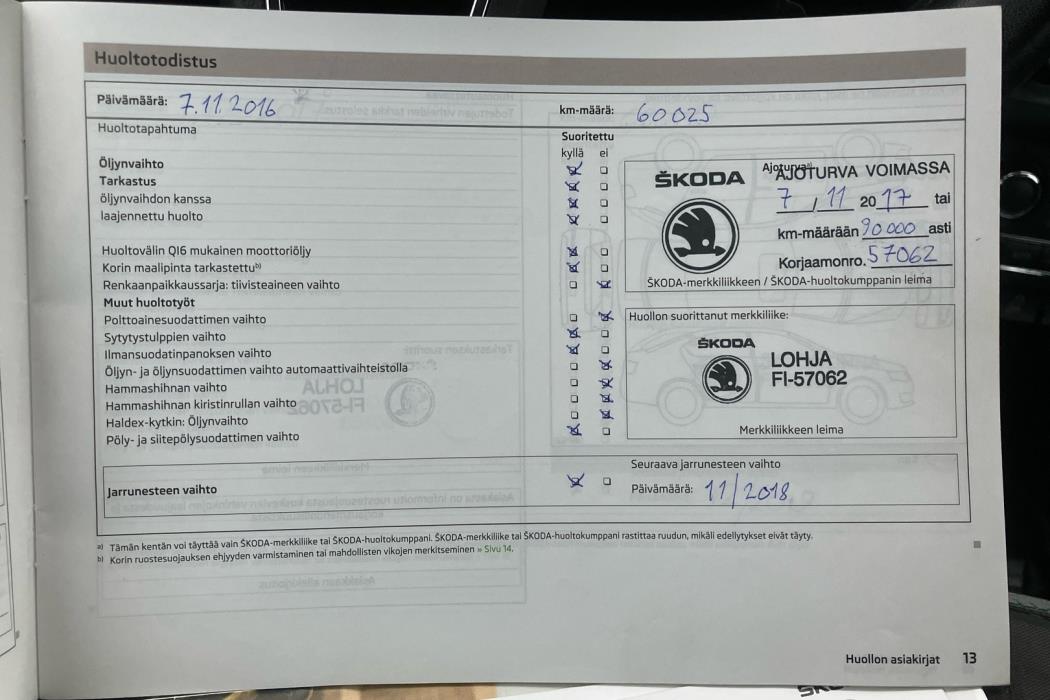 Huoltotodistus
Päivämäärä: 7.11.2016
km-määrä: 60025
Huoltotapahtuma
Suoritettu
kyllä ei
Öljynvaihto
Tarkastus
öljynvaihdon kanssa
laajennettu huolto
Huoltovälin QI6 mukainen moottoriöljy
Korin maalipinta tarkastettu b)
Renkaanpaikkaussarja: tiivisteaineen vaihto
Muut huoltotyöt
Polttoainesuodattimen vaihto
Sytytystulppien vaihto
Ilmansuodatinpanoksen vaihto
Öljyn- ja öljynsuodattimen vaihto automaattivaihteistolla
Hammashihnan vaihto
Hammashihnan kiristinrullan vaihto
Haldex-kytkin: Öljynvaihto
Pöly- ja siitepölysuodattimen vaihto
ŠKODA
Ajoturva a)
AJOTURVA VOIMASSA
7 / 11 2017 tai
km-määrään 90 000 asti
Korjaamonro. 57062
ŠKODA-merkkiliikkeen / ŠKODA-huoltokumppanin leima
Huollon suorittanut merkkiliike:
ŠKODA
LOHJA
FI-57062
Merkkiliikkeen leima
Jarrunesteen vaihto
Seuraava jarrunesteen vaihto
Päivämäärä: 11/2018
a) Tämän kentän voi täyttää vain ŠKODA-merkkiliike tai ŠKODA-huoltokumppani. ŠKODA-merkkiliike tai ŠKODA-huoltokumppani rastittaa ruudun, mikäli edellytykset eivät täyty.
b) Korin ruostesuojauksen ehjyyden varmistaminen tai mahdollisten vikojen merkitseminen » Sivu 14.
Huollon asiakirjat 13